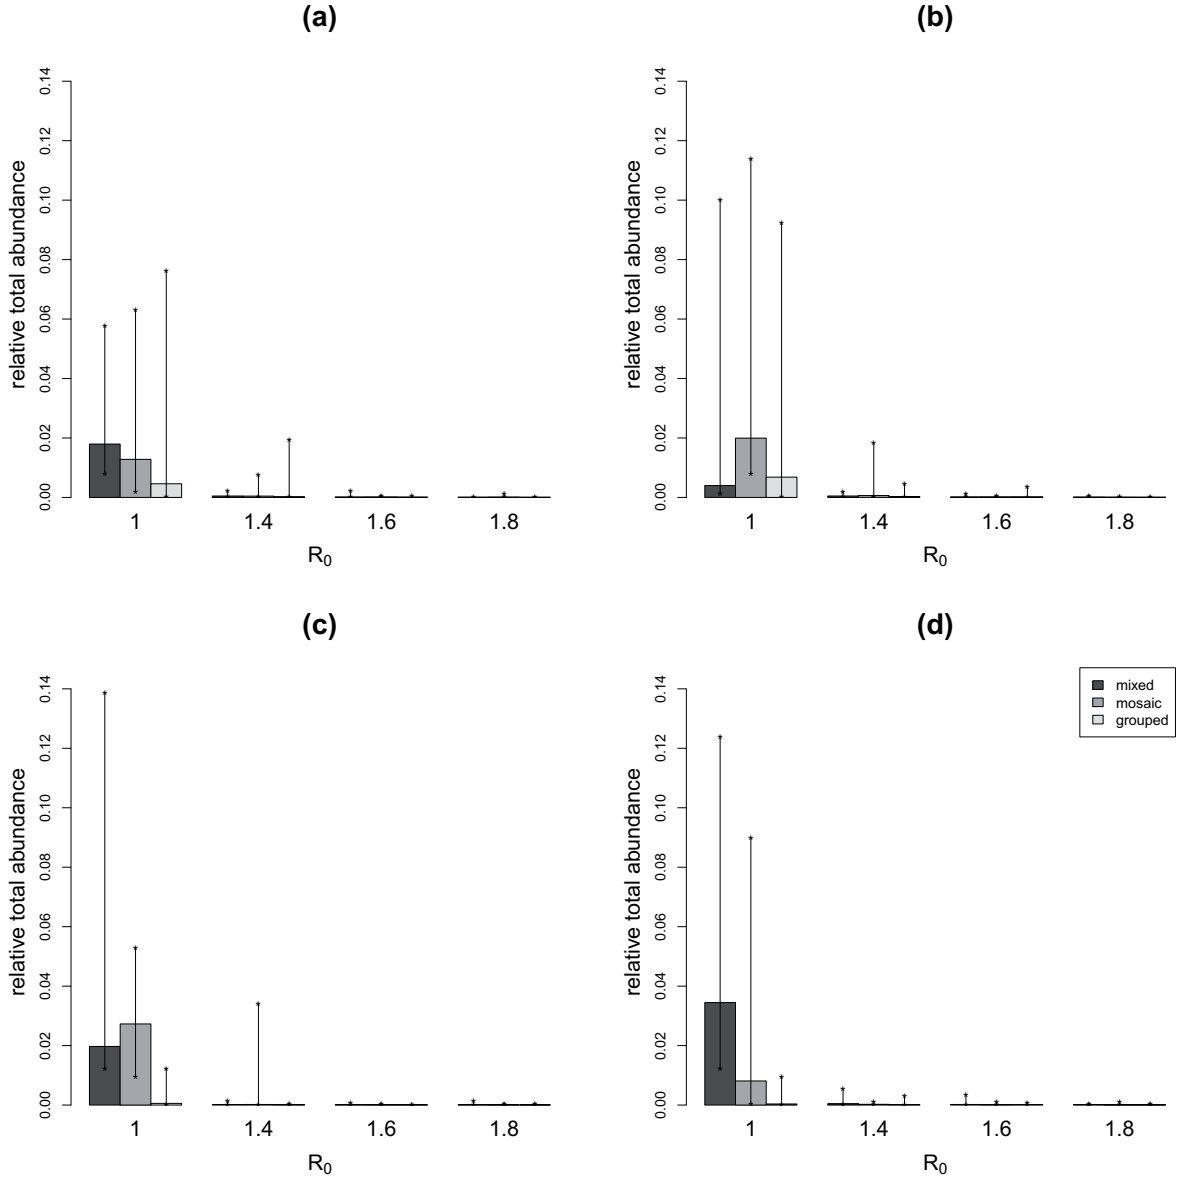 (a)
relative total abundance
0.00 0.02 0.04 0.06 0.08 0.10 0.12 0.14
1 1.4 1.6 1.8
R0
(b)
relative total abundance
0.00 0.02 0.04 0.06 0.08 0.10 0.12 0.14
1 1.4 1.6 1.8
R0
(c)
relative total abundance
0.00 0.02 0.04 0.06 0.08 0.10 0.12 0.14
1 1.4 1.6 1.8
R0
(d)
relative total abundance
0.00 0.02 0.04 0.06 0.08 0.10 0.12 0.14
1 1.4 1.6 1.8
R0
mixed
mosaic
grouped